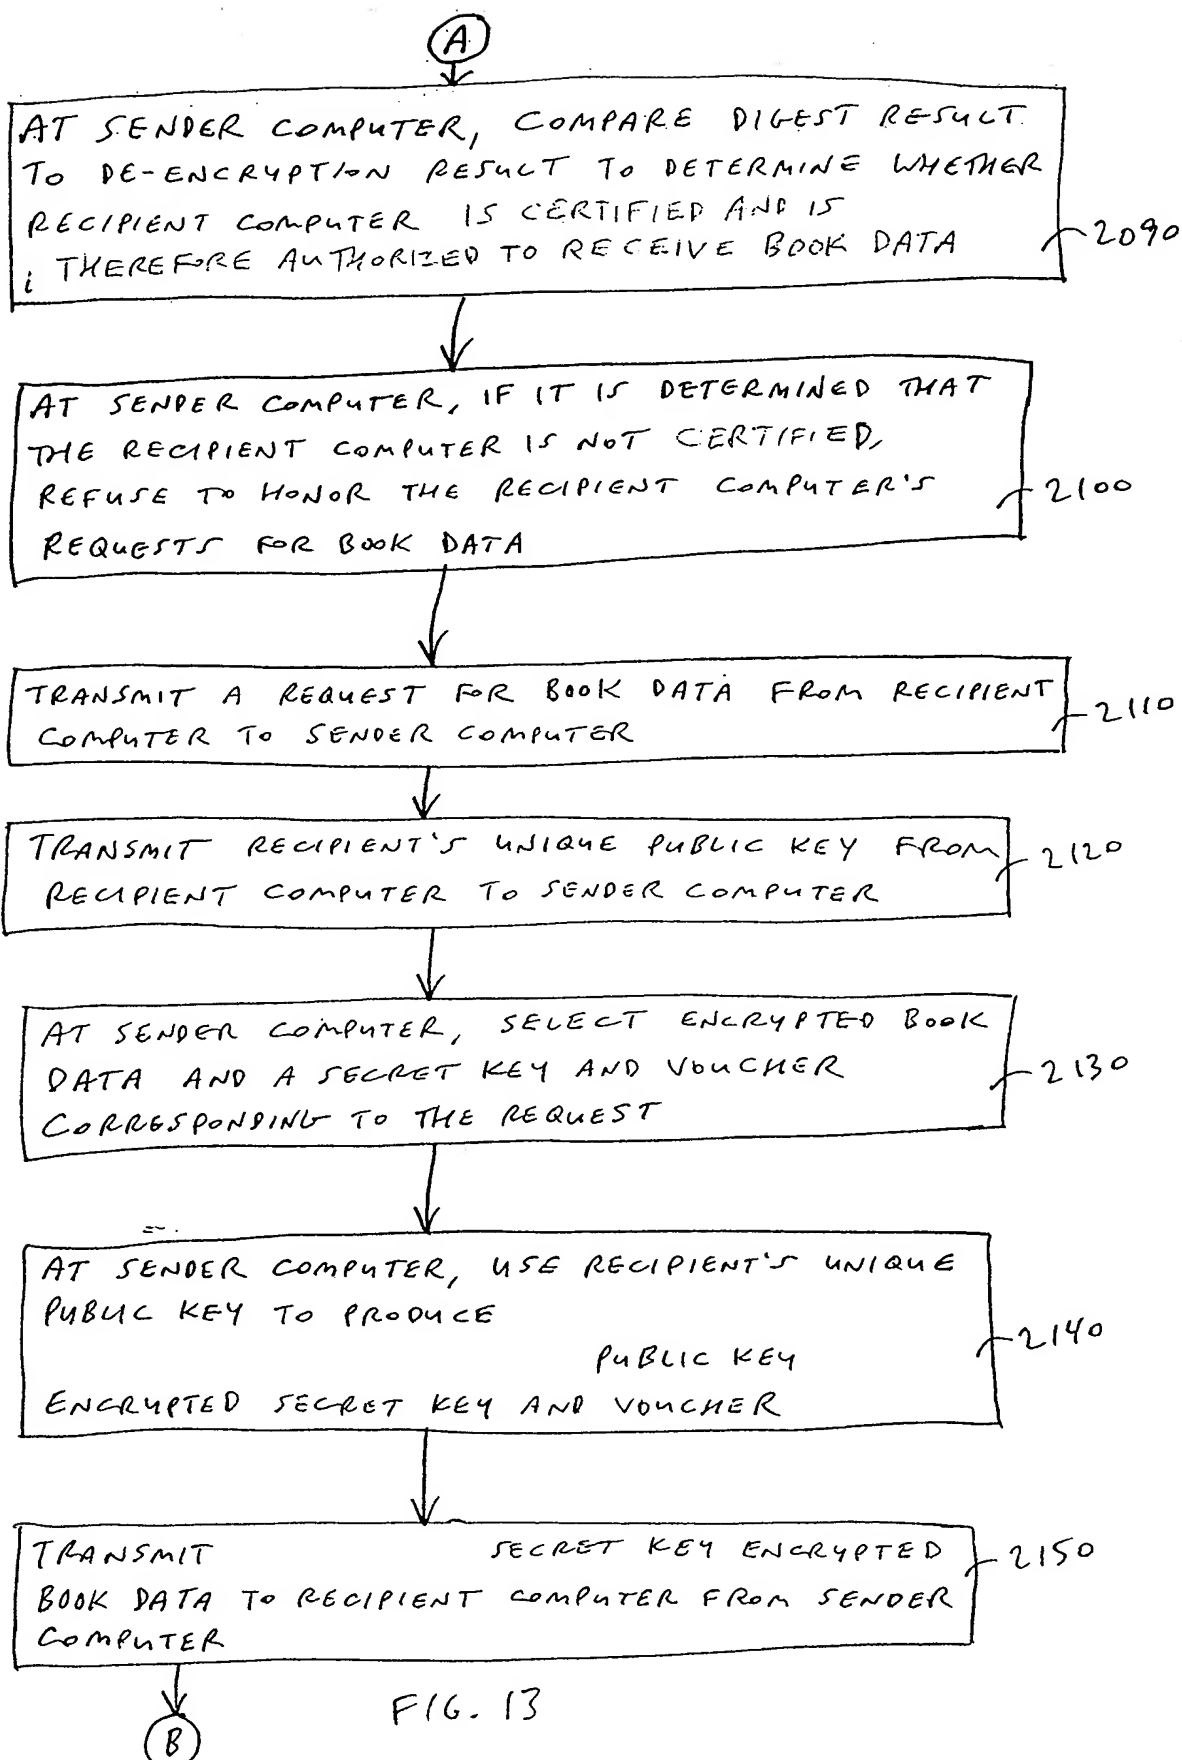 A
AT SENDER COMPUTER, COMPARE DIGEST RESULT
TO DE-ENCRYPTION RESULT TO DETERMINE WHETHER
RECIPIENT COMPUTER IS CERTIFIED AND IS
THEREFORE AUTHORIZED TO RECEIVE BOOK DATA
2090
AT SENDER COMPUTER, IF IT IS DETERMINED THAT
THE RECIPIENT COMPUTER IS NOT CERTIFIED,
REFUSE TO HONOR THE RECIPIENT COMPUTER'S
REQUESTS FOR BOOK DATA
2100
TRANSMIT A REQUEST FOR BOOK DATA FROM RECIPIENT
COMPUTER TO SENDER COMPUTER
2110
TRANSMIT RECIPIENT'S UNIQUE PUBLIC KEY FROM
RECIPIENT COMPUTER TO SENDER COMPUTER
2120
AT SENDER COMPUTER, SELECT ENCRYPTED BOOK
DATA AND A SECRET KEY AND VOUCHER
CORRESPONDING TO THE REQUEST
2130
AT SENDER COMPUTER, USE RECIPIENT'S UNIQUE
PUBLIC KEY TO PRODUCE
PUBLIC KEY
ENCRYPTED SECRET KEY AND VOUCHER
2140
TRANSMIT SECRET KEY ENCRYPTED
BOOK DATA TO RECIPIENT COMPUTER FROM SENDER
COMPUTER
2150
B
FIG. 13